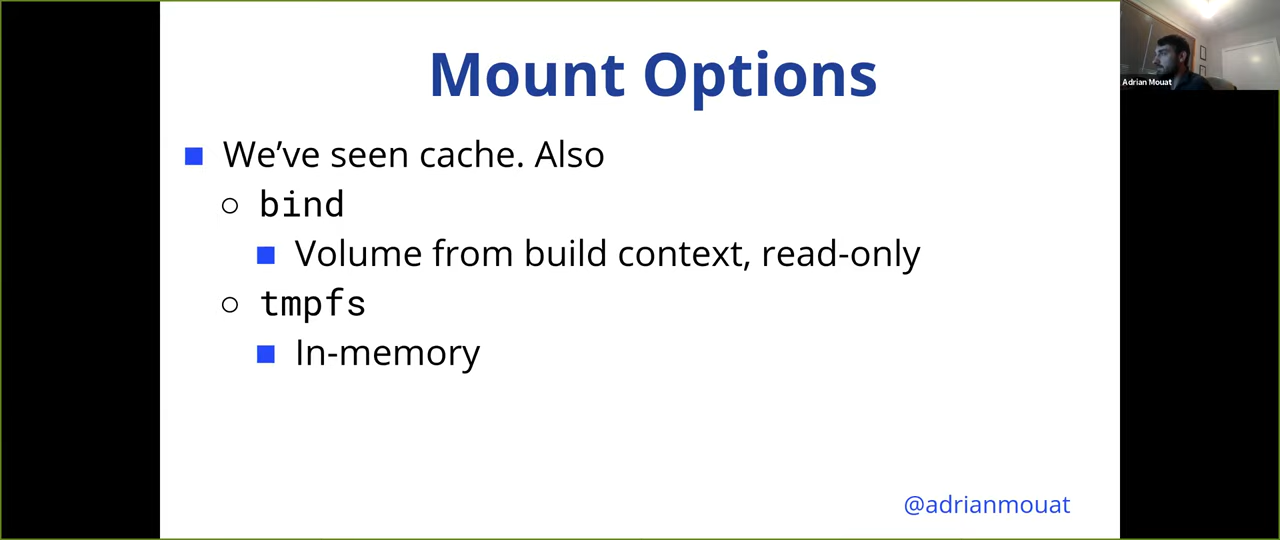 Mount Options
We've seen cache. Also
bind
Volume from build context, read-only
tmpfs
In-memory
@adrianmouat
Adrian Mouat